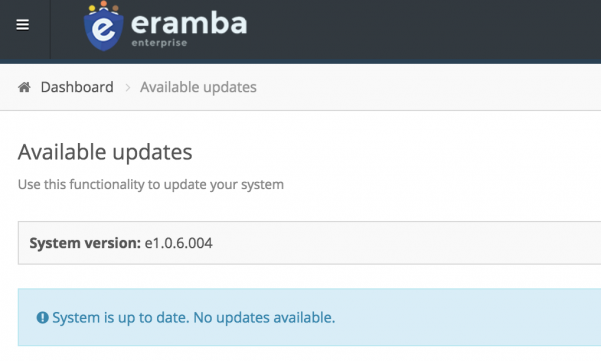 eramba
enterprise
Dashboard > Available updates
Available updates
Use this functionality to update your system
System version: e1.0.6.004
System is up to date. No updates available.